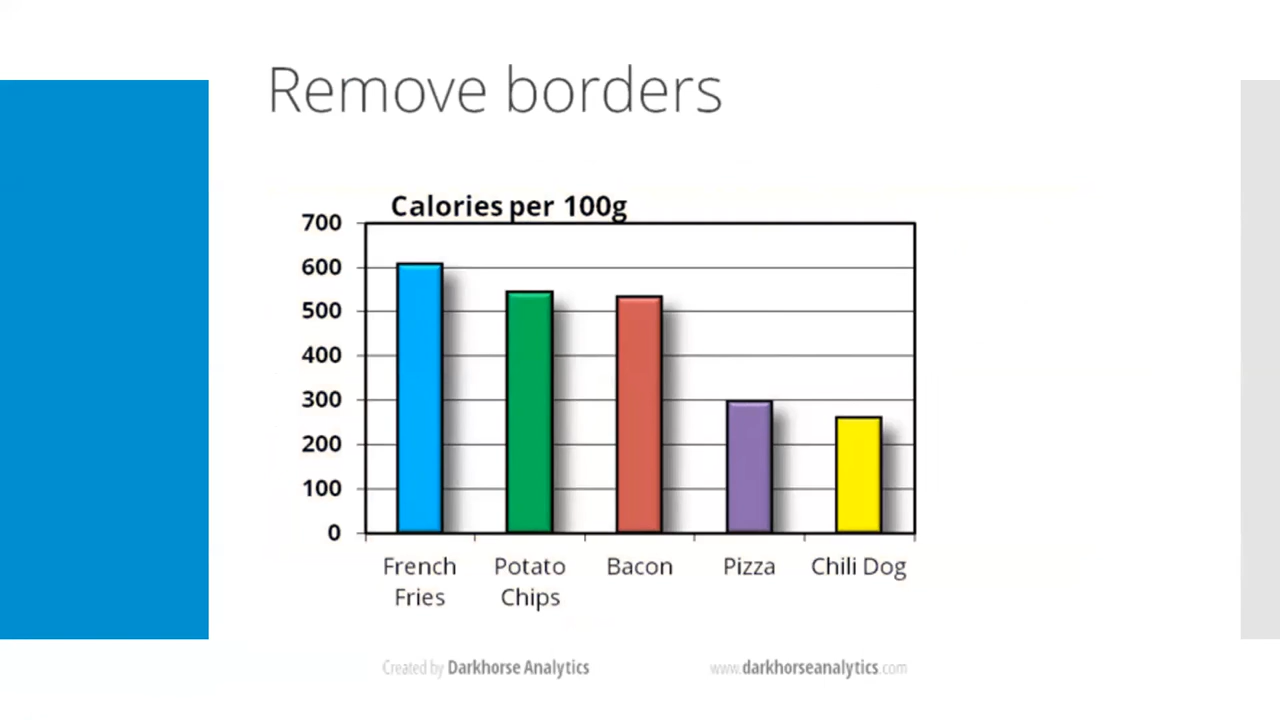 Remove borders
Calories per 100g
700
600
500
400
300
200
100
0
French Fries
Potato Chips
Bacon
Pizza
Chili Dog
Created by Darkhorse Analytics
www.darkhorseanalytics.com